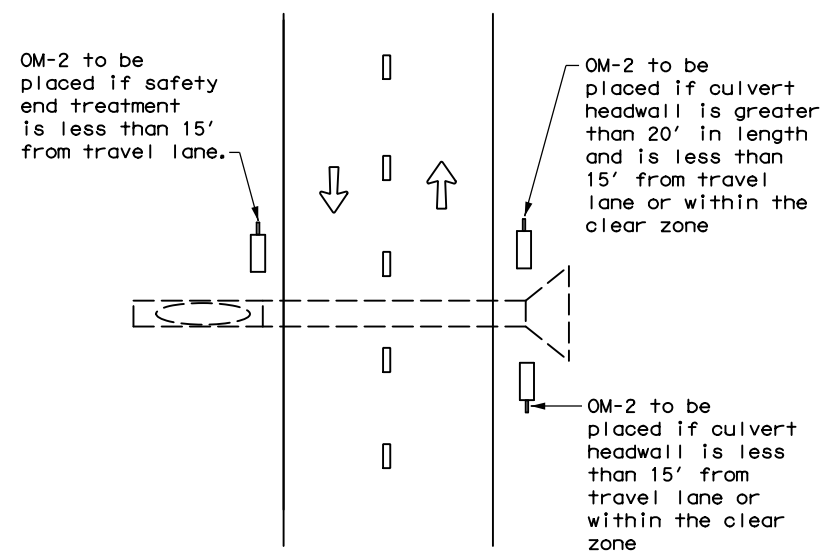 OM-2 to be
placed if safety
end treatment
is less than 15'
from travel lane.
OM-2 to be
placed if culvert
headwall is greater
than 20' in length
and is less than
15' from travel
lane or within the
clear zone
OM-2 to be
placed if culvert
headwall is less
than 15' from
travel lane or
within the clear
zone